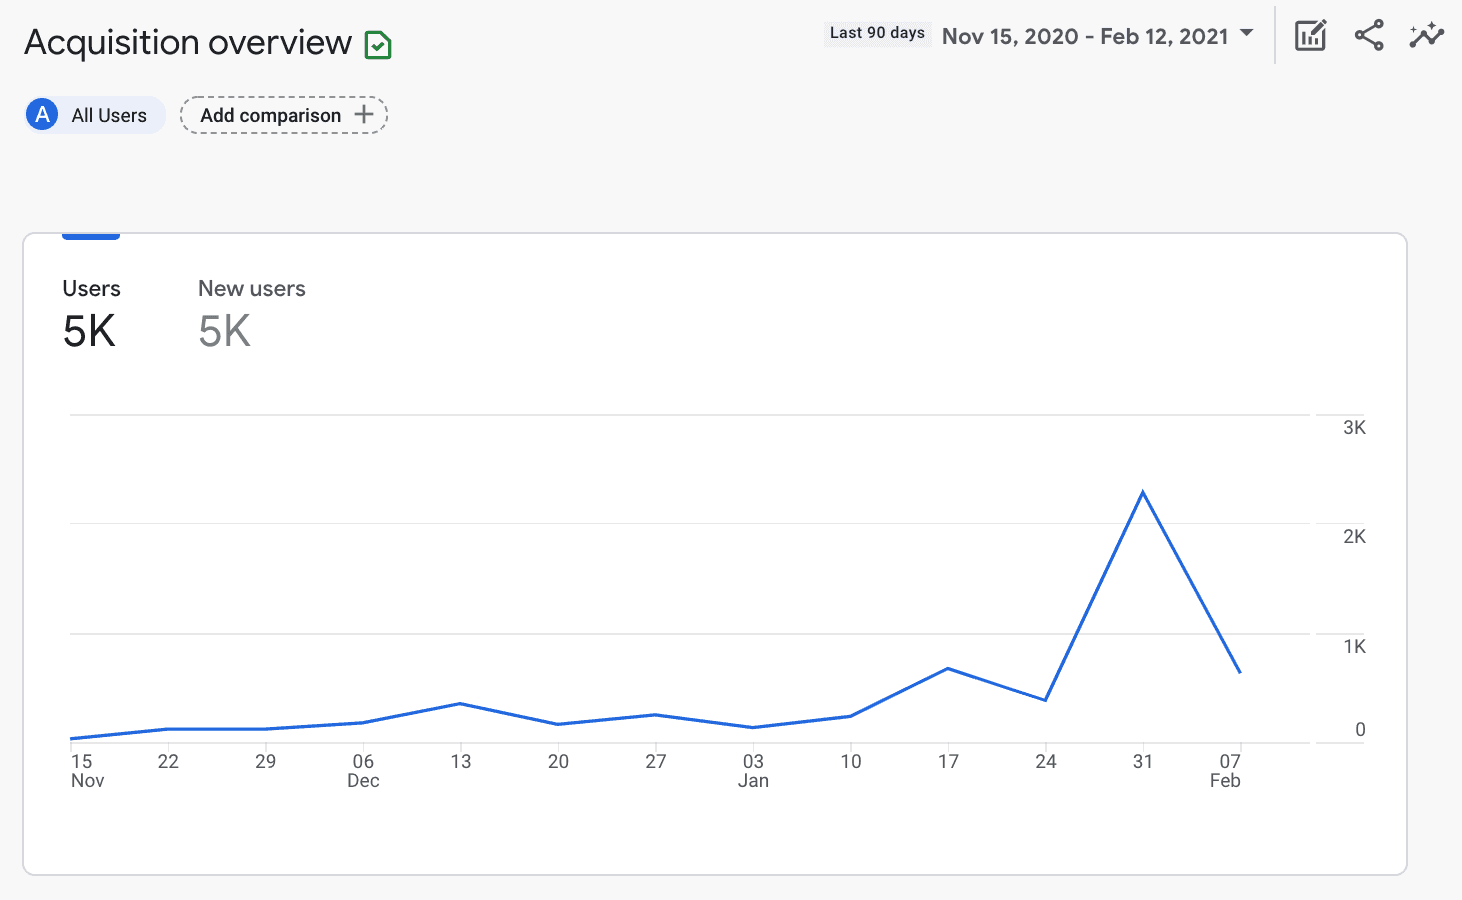 Acquisition overview
Last 90 days Nov 15, 2020 - Feb 12, 2021
A All Users
Add comparison +
Users New users
5K 5K
3K
2K
1K
0
15 22 29 06 13 20 27 03 10 17 24 31 07
Nov Dec Jan Feb